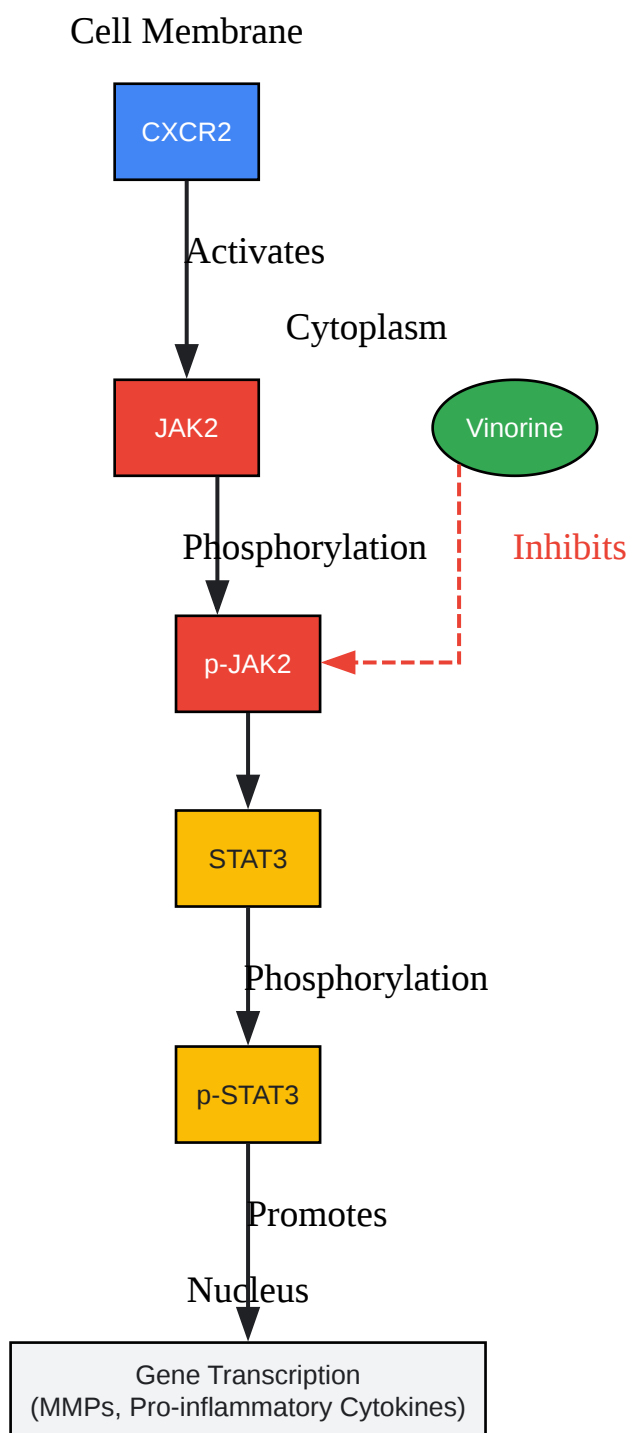 Cell Membrane
CXCR2
Activates
Cytoplasm
JAK2
Vinorine
Phosphorylation
Inhibits
p-JAK2
STAT3
Phosphorylation
p-STAT3
Promotes
Nucleus
Gene Transcription
(MMPs, Pro-inflammatory Cytokines)